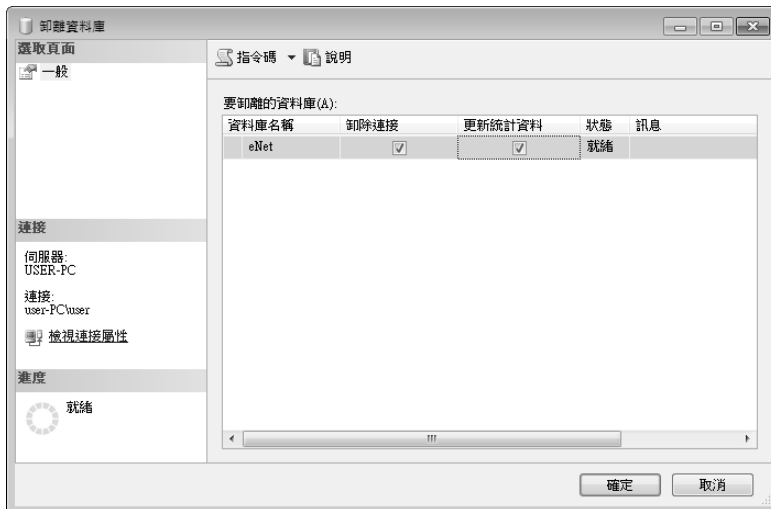 卸離資料庫
選取頁面
一般
指令碼
說明
要卸離的資料庫(A):
資料庫名稱 卸除連接 更新統計資料 狀態 訊息
eNet 就緒
連接
伺服器:
USER-PC
連接:
user-PC\user
檢視連接屬性
進度
就緒
確定
取消